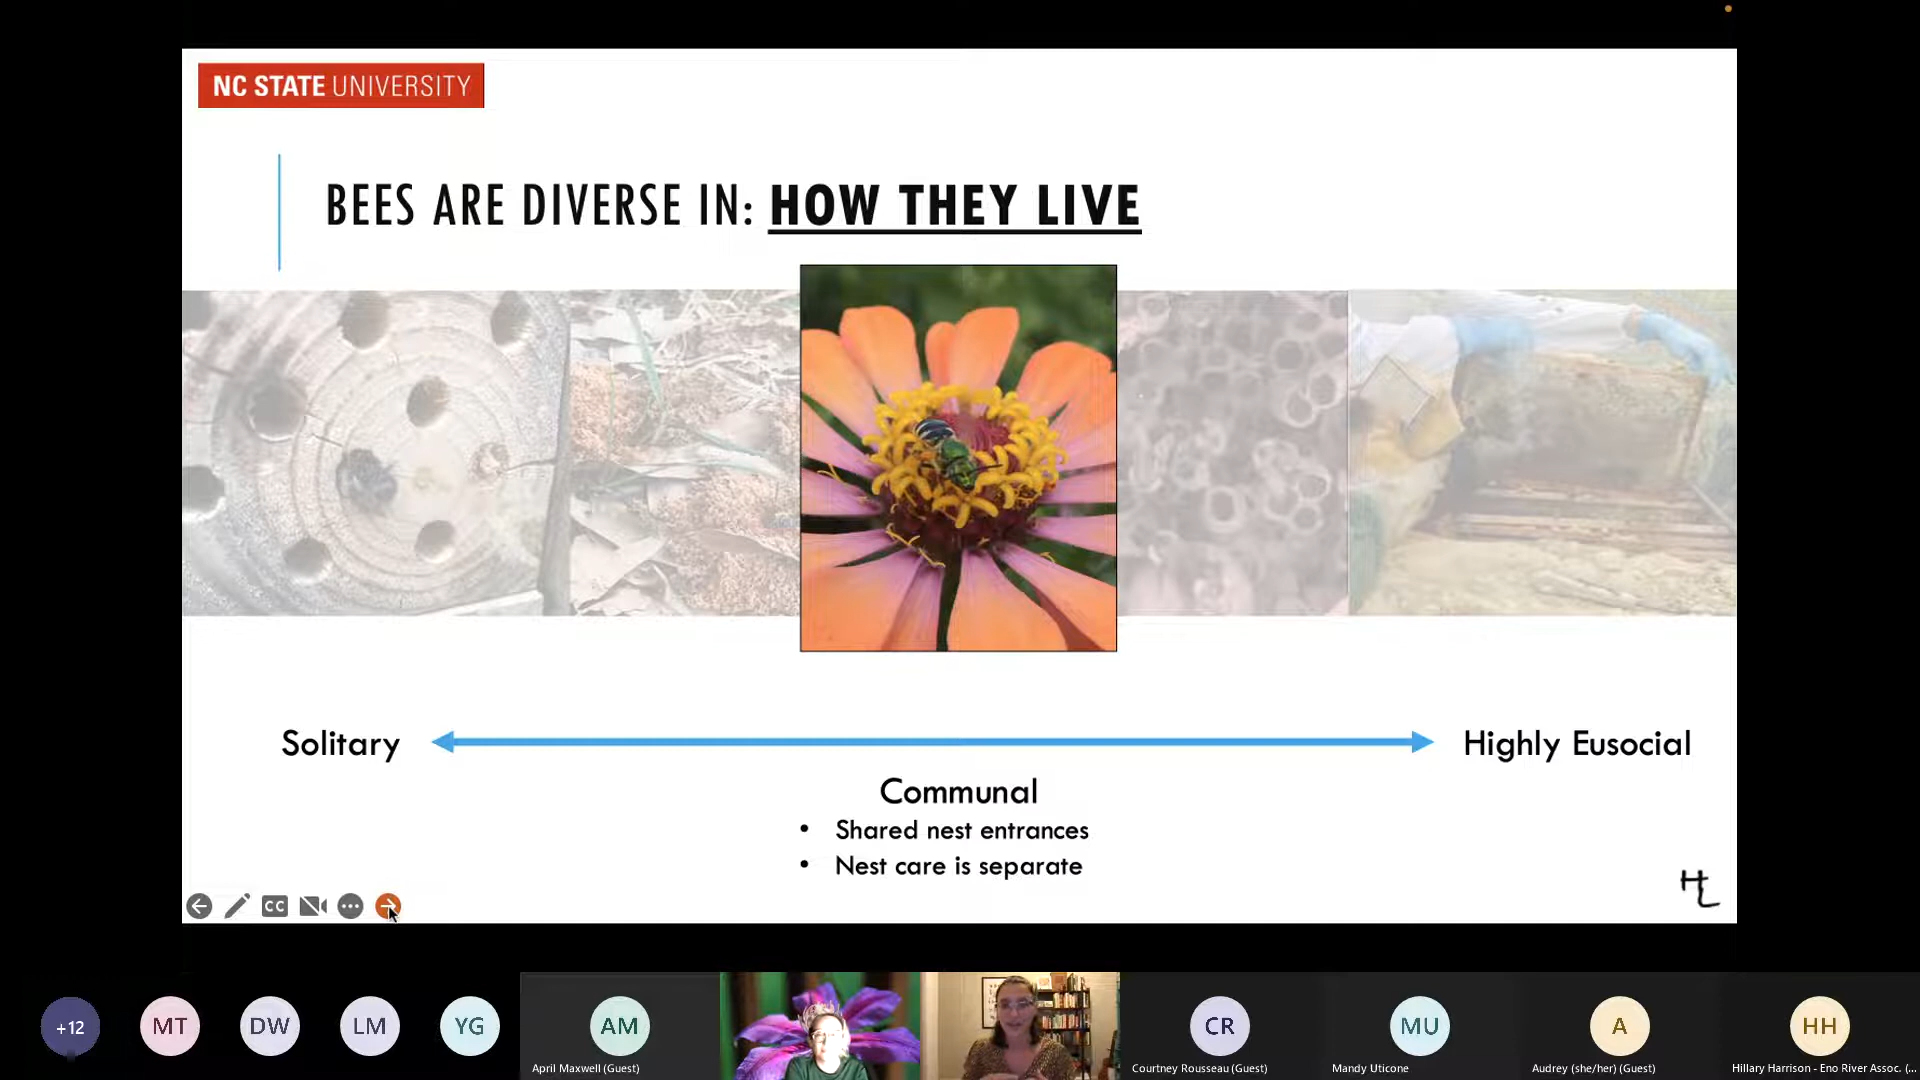 NC STATE UNIVERSITY
BEES ARE DIVERSE IN: HOW THEY LIVE
Solitary
Highly Eusocial
Communal
• Shared nest entrances
• Nest care is separate
HL
CC
+12
MT
DW
LM
YG
AM
CR
MU
A
HH
April Maxwell (Guest)
Courtney Rousseau (Guest)
Mandy Uticone
Audrey (she/her) (Guest)
Hillary Harrison - Eno River Assoc. (...